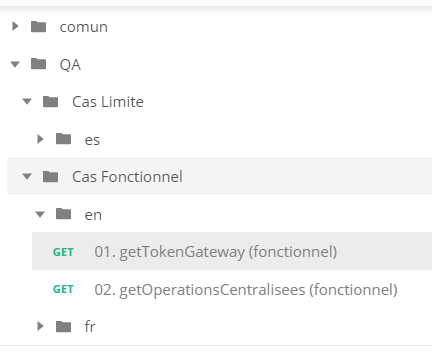 comun
QA
Cas Limite
es
Cas Fonctionnel
en
GET 01. getTokenGateway (fonctionnel)
GET 02. getOperationsCentralisees (fonctionnel)
fr